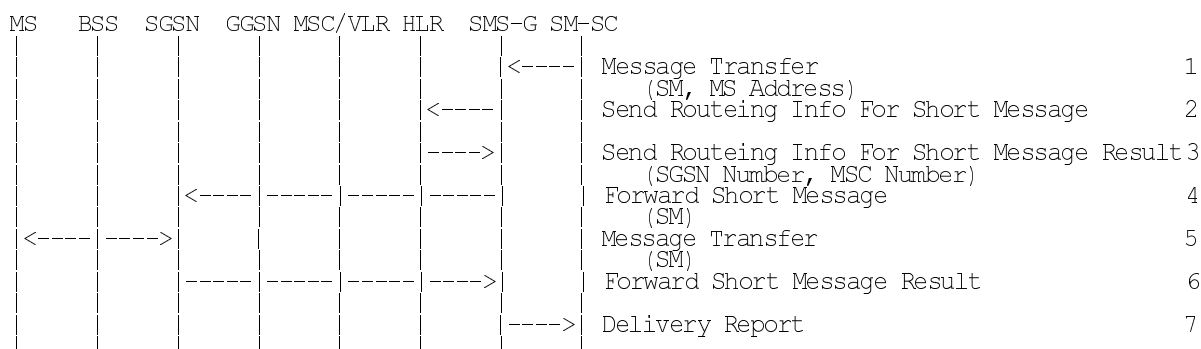 MS BSS SGSN GGSN MSC/VLR HLR SMS-G SM-SC
Message Transfer 1
(SM, MS Address)
Send Routeing Info For Short Message 2
Send Routeing Info For Short Message Result 3
(SGSN Number, MSC Number)
Forward Short Message 4
(SM)
Message Transfer 5
(SM)
Forward Short Message Result 6
Delivery Report 7